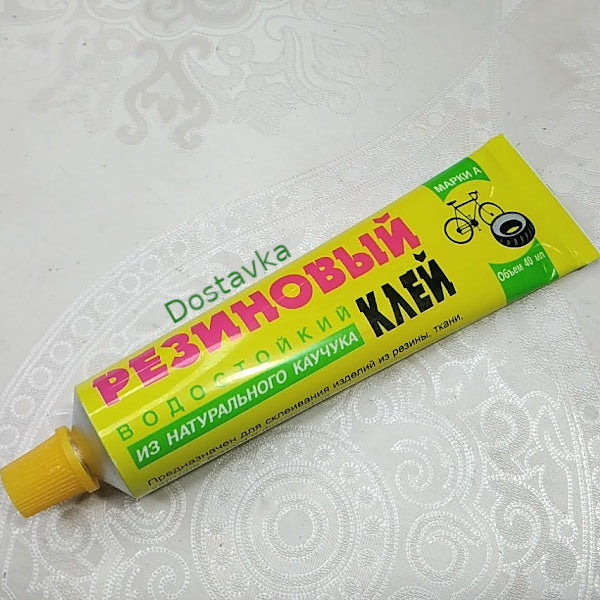 Dostavka
МАРКИ А
РЕЗИНОВЫЙ
ВОДОСТОЙКИЙ
КЛЕЙ
ИЗ НАТУРАЛЬНОГО КАУЧУКА
Объем 40 мл
Предназначен для склеивания изделий из резины, ткани,